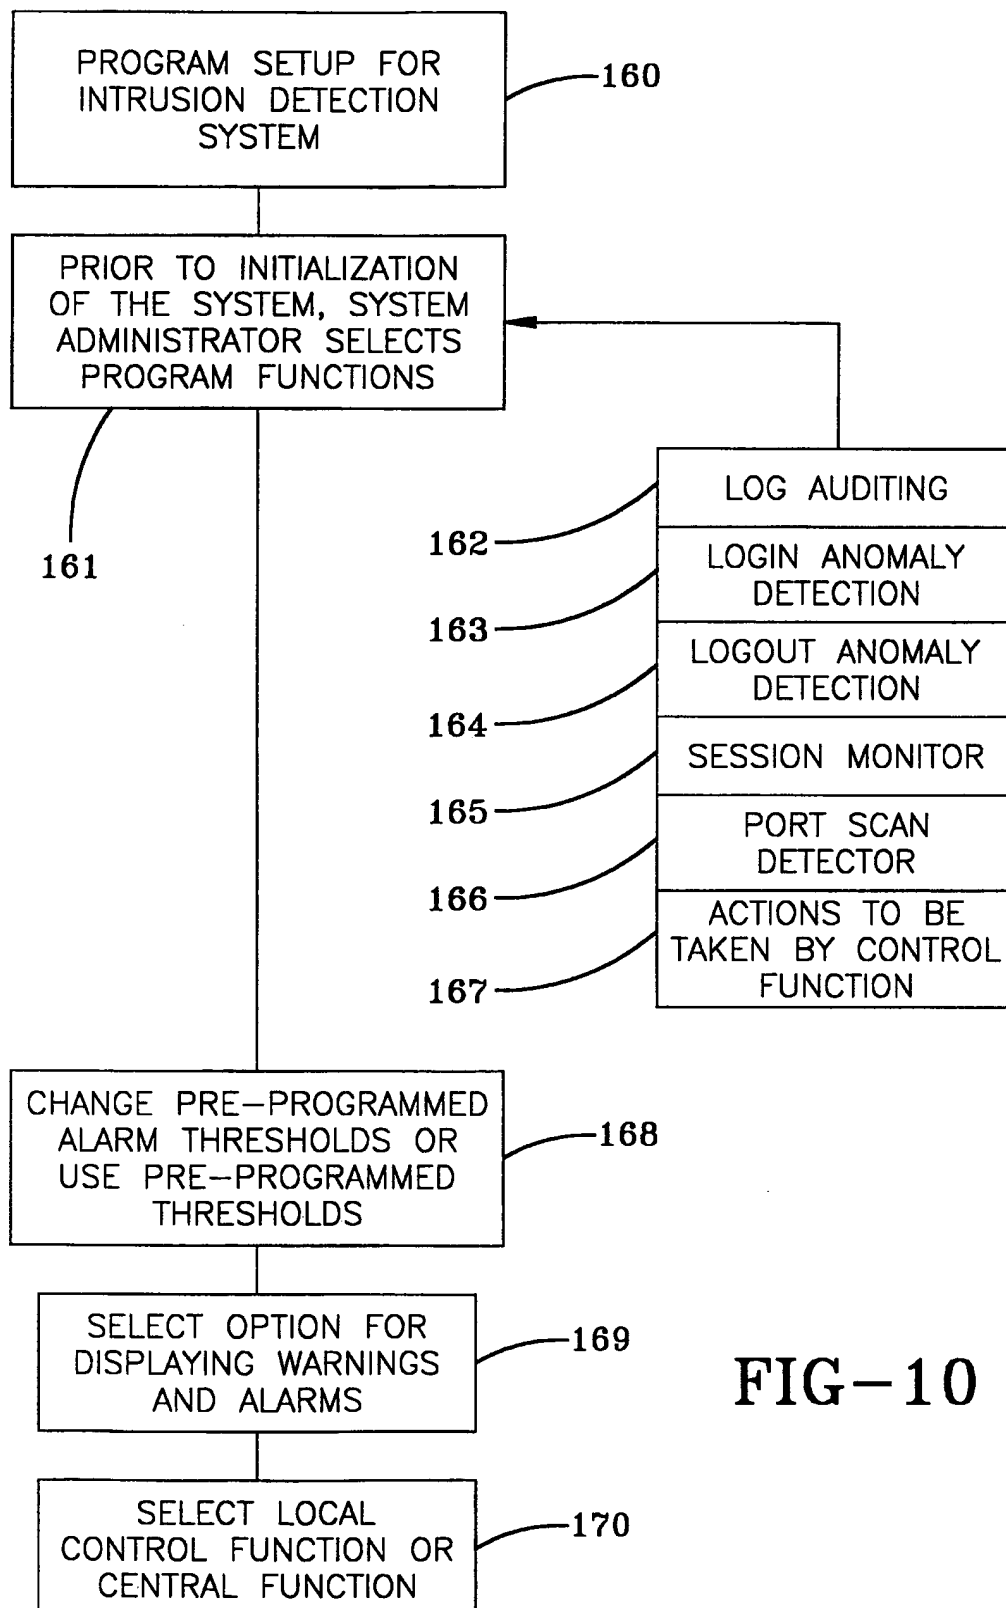 PROGRAM SETUP FOR
INTRUSION DETECTION
SYSTEM
160
PRIOR TO INITIALIZATION
OF THE SYSTEM, SYSTEM
ADMINISTRATOR SELECTS
PROGRAM FUNCTIONS
161
162
LOG AUDITING
163
LOGIN ANOMALY
DETECTION
164
LOGOUT ANOMALY
DETECTION
165
SESSION MONITOR
166
PORT SCAN
DETECTOR
167
ACTIONS TO BE
TAKEN BY CONTROL
FUNCTION
CHANGE PRE-PROGRAMMED
ALARM THRESHOLDS OR
USE PRE-PROGRAMMED
THRESHOLDS
168
SELECT OPTION FOR
DISPLAYING WARNINGS
AND ALARMS
169
SELECT LOCAL
CONTROL FUNCTION OR
CENTRAL FUNCTION
170
FIG-10